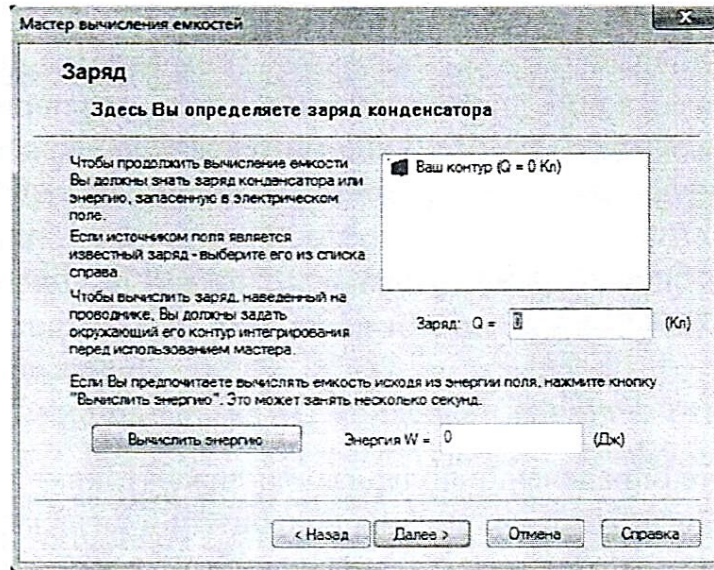 Мастер вычисления емкостей
Заряд
Здесь Вы определяете заряд конденсатора
Чтобы продолжить вычисление емкости
Вы должны знать заряд конденсатора или
энергию, запасенную в электрическом
поле.
Если источником поля является
известный заряд - выберите его из списка
справа.
Чтобы вычислить заряд, наведенный на
проводнике, Вы должны задать
окружающий его контур интегрирования
перед использованием мастера.
Ваш контур (Q = 0 Кл)
Заряд: Q = 0 (Кл)
Если Вы предпочитаете вычислять емкость исходя из энергии поля, нажмите кнопку
"Вычислить энергию". Это может занять несколько секунд.
Вычислить энергию Энергия W = 0 (Дж)
< Назад Далее > Отмена Справка